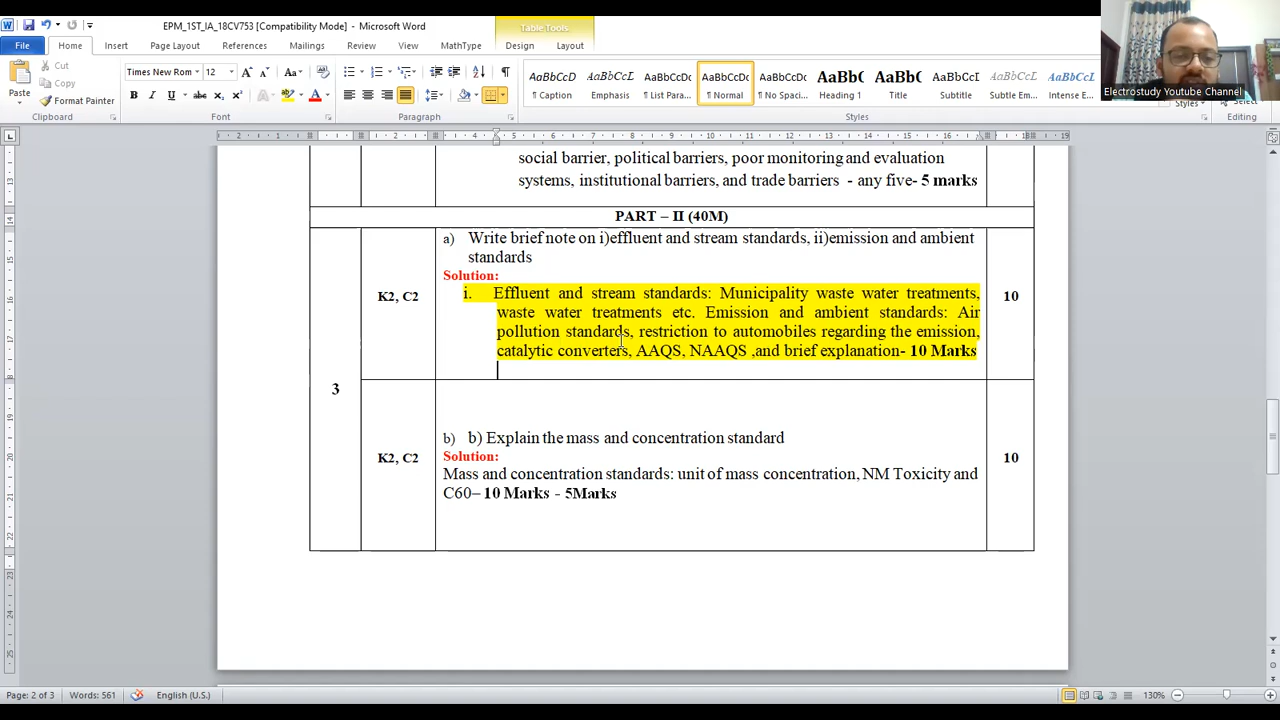 EPM_1ST_IA_18CV753 [Compatibility Mode] - Microsoft Word
Table Tools
File Home Insert Page Layout References Mailings Review View MathType Design Layout
Cut
Copy
Format Painter
Paste
Clipboard
Times New Rom 12
Font
Paragraph
AaBbCcD AaBbCcL AaBbCcDc AaBbCcDc AaBbCcDc AaBbC AaBbC AaBbCcL AaBbCcL AaBbCcL
¶ Caption Emphasis ¶ List Para... ¶ Normal ¶ No Spaci... Heading 1 Title Subtitle Subtle Em... Intense E...
Styles
Styles
Select
Editing
Electrostudy Youtube Channel
social barrier, political barriers, poor monitoring and evaluation
systems, institutional barriers, and trade barriers - any five- 5 marks
PART – II (40M)
3
K2, C2
a) Write brief note on i)effluent and stream standards, ii)emission and ambient
standards
Solution:
i. Effluent and stream standards: Municipality waste water treatments,
waste water treatments etc. Emission and ambient standards: Air
pollution standards, restriction to automobiles regarding the emission,
catalytic converters, AAQS, NAAQS ,and brief explanation- 10 Marks
10
K2, C2
b) b) Explain the mass and concentration standard
Solution:
Mass and concentration standards: unit of mass concentration, NM Toxicity and
C60– 10 Marks - 5Marks
10
Page: 2 of 3 Words: 561 English (U.S.) 130%